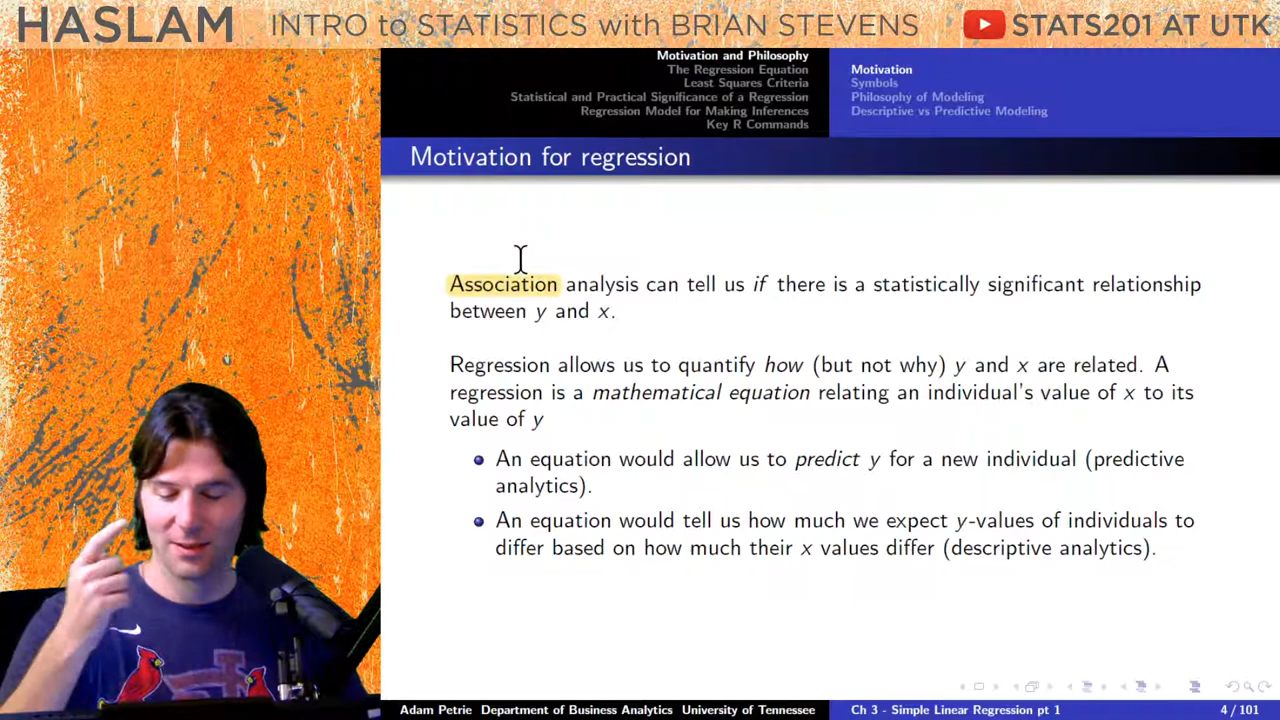 HASLAM INTRO to STATISTICS with BRIAN STEVENS STATS201 AT UTK
Motivation and Philosophy
The Regression Equation
Least Squares Criteria
Statistical and Practical Significance of a Regression
Regression Model for Making Inferences
Key R Commands
Motivation
Symbols
Philosophy of Modeling
Descriptive vs Predictive Modeling
Motivation for regression
Association analysis can tell us if there is a statistically significant relationship
between y and x.
Regression allows us to quantify how (but not why) y and x are related. A
regression is a mathematical equation relating an individual's value of x to its
value of y
An equation would allow us to predict y for a new individual (predictive
analytics).
An equation would tell us how much we expect y-values of individuals to
differ based on how much their x values differ (descriptive analytics).
Adam Petrie Department of Business Analytics University of Tennessee
Ch 3 - Simple Linear Regression pt 1
4 / 101